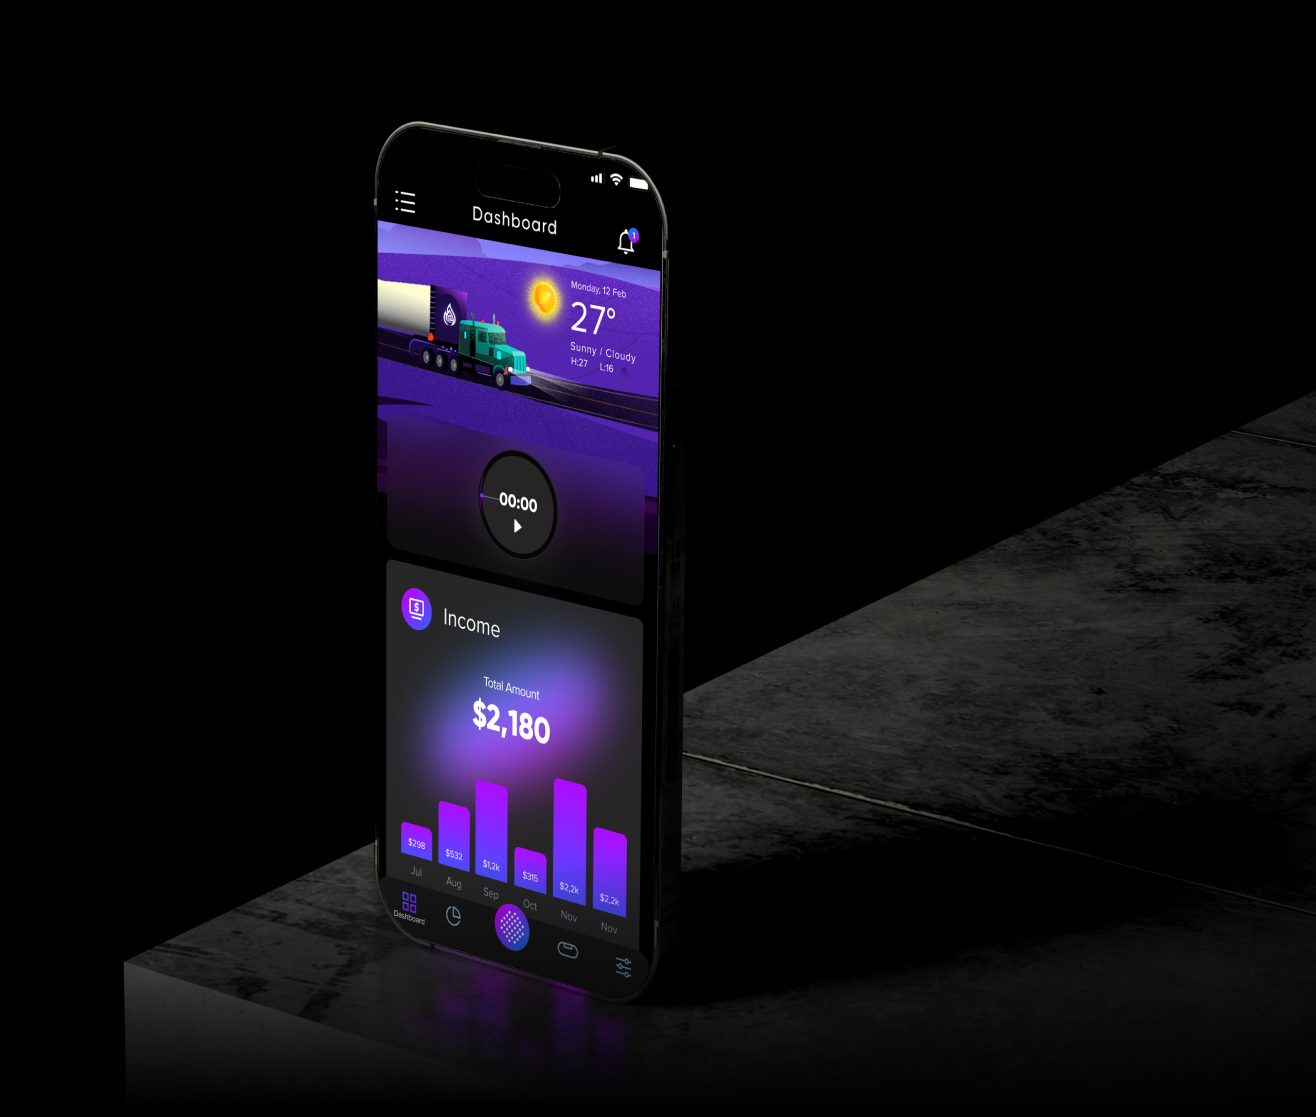 Dashboard
1
Monday, 12 Feb
27°
Sunny / Cloudy
H:27 L:16
00:00
Income
Total Amount
$2,180
$298
$532
$1,2k
$315
$2,2k
$2,2k
Jul
Aug
Sep
Oct
Nov
Nov
Dashboard